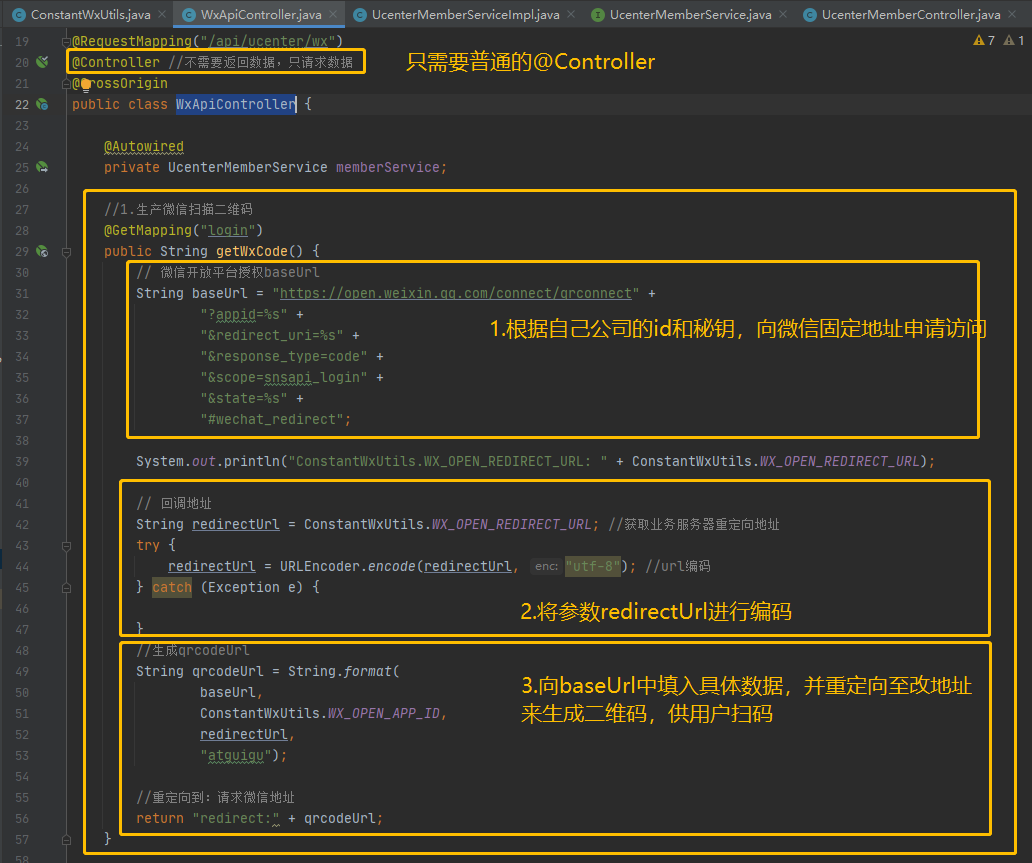 ConstantWxUtils.java WxApiController.java UcenterMemberServiceImpl.java UcenterMemberService.java UcenterMemberController.java
19 @RequestMapping("/api/ucenter/wx") 7 1
20 @Controller //不需要返回数据，只请求数据 只需要普通的@Controller
21 @CrossOrigin
22 public class WxApiController {
23
24 @Autowired
25 private UcenterMemberService memberService;
26
27 //1.生产微信扫描二维码
28 @GetMapping("login")
29 public String getWxCode() {
30 // 微信开放平台授权baseUrl
31 String baseUrl = "https://open.weixin.qq.com/connect/qrconnect" +
32 "?appid=%s" +
1.根据自己公司的id和秘钥，向微信固定地址申请访问
33 "&redirect_uri=%s" +
34 "&response_type=code" +
35 "&scope=snsapi_login" +
36 "&state=%s" +
37 "#wechat_redirect";
38
39 System.out.println("ConstantWxUtils.WX_OPEN_REDIRECT_URL: " + ConstantWxUtils.WX_OPEN_REDIRECT_URL);
40
41 // 回调地址
42 String redirectUrl = ConstantWxUtils.WX_OPEN_REDIRECT_URL; //获取业务服务器重定向地址
43 try {
44 redirectUrl = URLEncoder.encode(redirectUrl, enc: "utf-8"); //url编码
45 } catch (Exception e) {
46 2.将参数redirectUrl进行编码
47 }
48 //生成qrcodeUrl
49 String qrcodeUrl = String.format(
50 baseUrl,
3.向baseUrl中填入具体数据，并重定向至改地址
51 ConstantWxUtils.WX_OPEN_APP_ID,
来生成二维码，供用户扫码
52 redirectUrl,
53 "atguigu");
54
55 //重定向到：请求微信地址
56 return "redirect:" + qrcodeUrl;
57 }
58